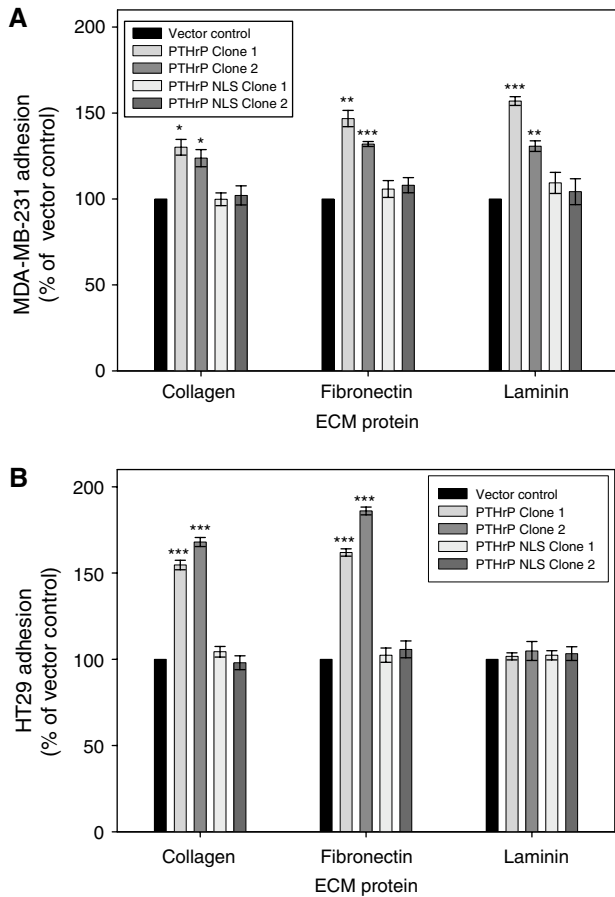 A
MDA-MB-231 adhesion
(% of vector control)
200
150
100
50
0
Vector control
PTHrP Clone 1
PTHrP Clone 2
PTHrP NLS Clone 1
PTHrP NLS Clone 2
*
*
**
***
***
**
Collagen
Fibronectin
Laminin
ECM protein
B
HT29 adhesion
(% of vector control)
200
150
100
50
0
Vector control
PTHrP Clone 1
PTHrP Clone 2
PTHrP NLS Clone 1
PTHrP NLS Clone 2
***
***
***
***
Collagen
Fibronectin
Laminin
ECM protein